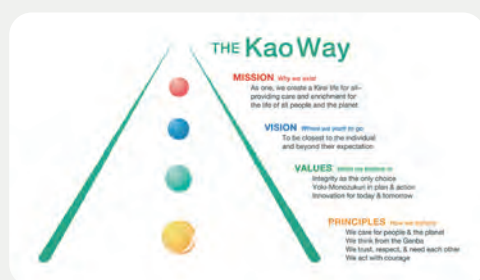 THE Kao Way
MISSION Why we exist
As one, we create a Kirei life for all–
providing care and enrichment for
the life of all people and the planet
VISION Where we want to go
To be closest to the individual
and beyond their expectation
VALUES What we believe in
Integrity as the only choice
Yoki-Monozukuri in plan & action
Innovation for today & tomorrow
PRINCIPLES How we behave
We care for people & the planet
We think from the Genba
We trust, respect, & need each other
We act with courage